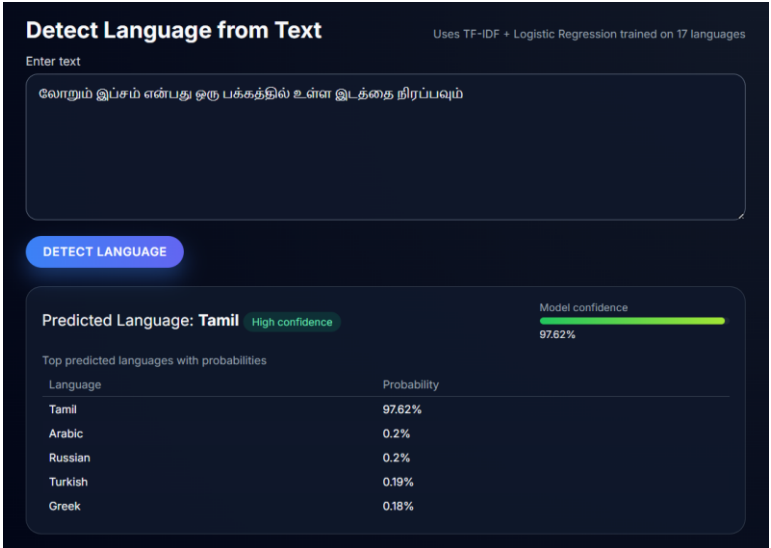 Detect Language from Text
Uses TF-IDF + Logistic Regression trained on 17 languages
Enter text
லோறும் இப்சம் என்பது ஒரு பக்கத்தில் உள்ள இடத்தை நிரப்பவும்
DETECT LANGUAGE
Predicted Language: Tamil High confidence
Model confidence
97.62%
Top predicted languages with probabilities
Language Probability
Tamil 97.62%
Arabic 0.2%
Russian 0.2%
Turkish 0.19%
Greek 0.18%